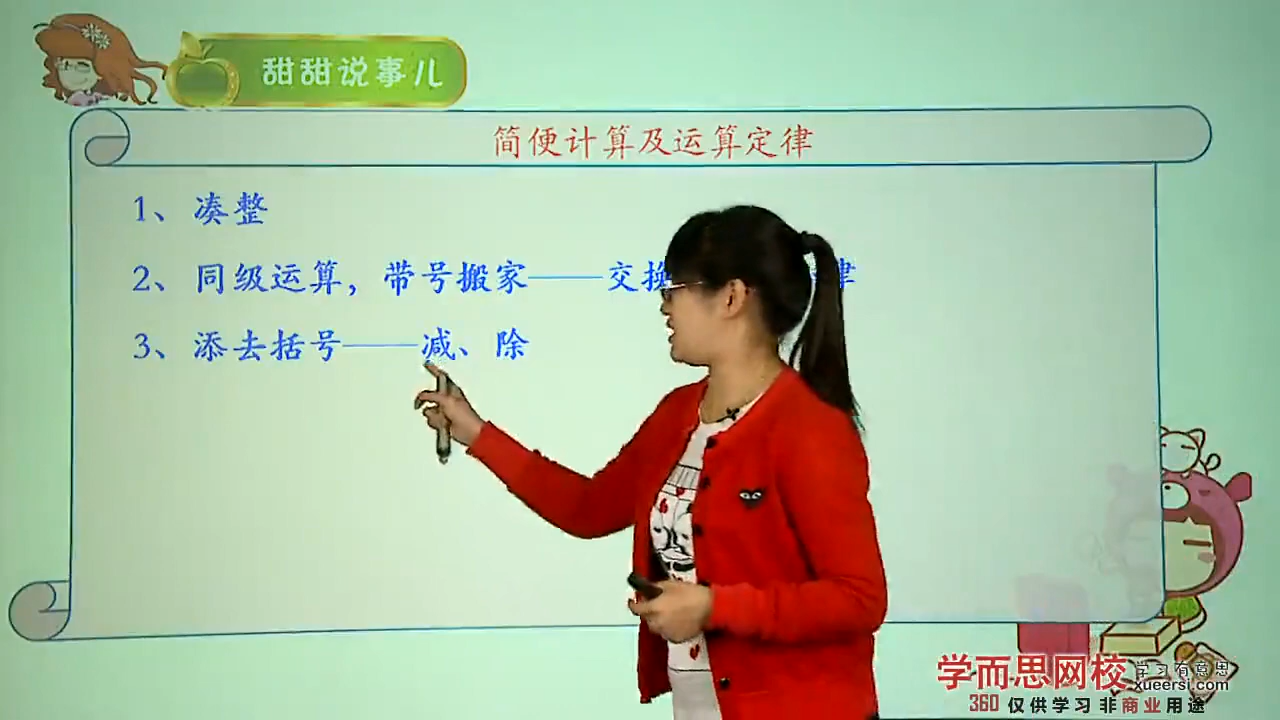 甜甜说事儿
简便计算及运算定律
1、凑整
2、同级运算，带号搬家——交换 律
3、添去括号——减、除
学而思网校 学习有意思
xueersi.com
360 仅供学习 非商业用途